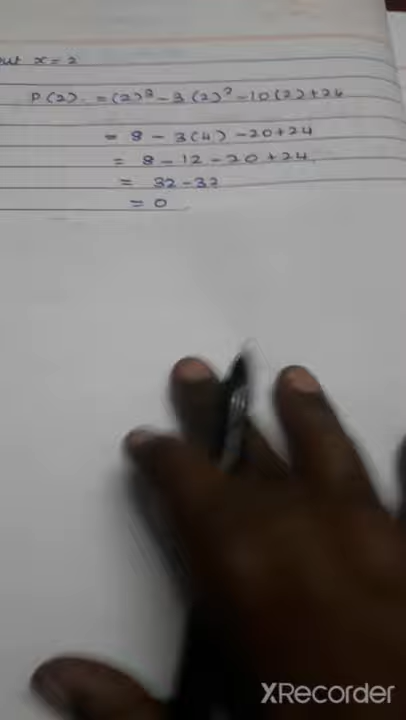 put x = 2
P(2) = (2)³ - 3(2)² - 10(2) + 24
= 8 - 3(4) - 20 + 24
= 8 - 12 - 20 + 24
= 32 - 32
= 0
XRecorder